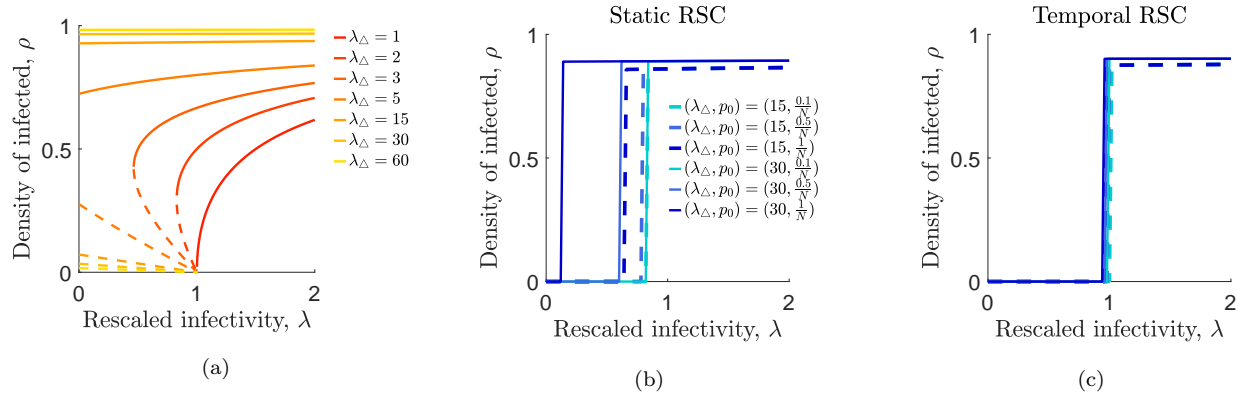 Density of infected, ρ
1
0.5
0
0
1
2
Rescaled infectivity, λ
λ△ = 1
λ△ = 2
λ△ = 3
λ△ = 5
λ△ = 15
λ△ = 30
λ△ = 60
(a)
Static RSC
Density of infected, ρ
1
0.5
0
0
1
2
Rescaled infectivity, λ
(λ△, p₀) = (15, 0.1/N)
(λ△, p₀) = (15, 0.5/N)
(λ△, p₀) = (15, 1/N)
(λ△, p₀) = (30, 0.1/N)
(λ△, p₀) = (30, 0.5/N)
(λ△, p₀) = (30, 1/N)
(b)
Temporal RSC
Density of infected, ρ
1
0.5
0
0
1
2
Rescaled infectivity, λ
(c)